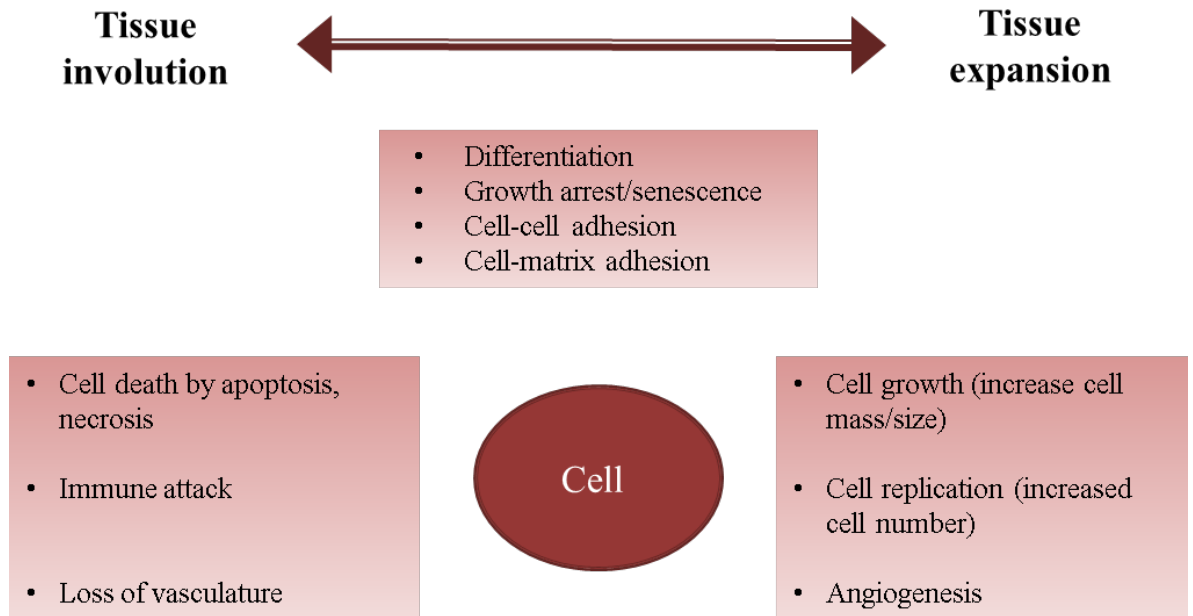 Tissue
involution
Tissue
expansion
• Differentiation
• Growth arrest/senescence
• Cell-cell adhesion
• Cell-matrix adhesion
• Cell death by apoptosis,
necrosis
• Immune attack
• Loss of vasculature
Cell
• Cell growth (increase cell
mass/size)
• Cell replication (increased
cell number)
• Angiogenesis